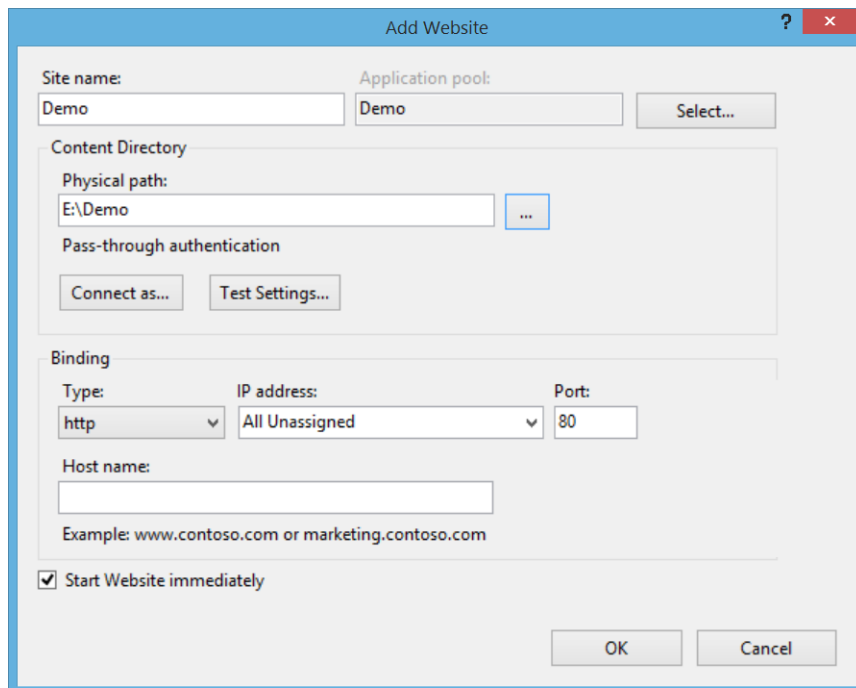 Add Website
?
Site name:
Application pool:
Demo
Demo
Select...
Content Directory
Physical path:
E:\Demo
...
Pass-through authentication
Connect as...
Test Settings...
Binding
Type:
IP address:
Port:
http
All Unassigned
80
Host name:
Example: www.contoso.com or marketing.contoso.com
Start Website immediately
OK
Cancel